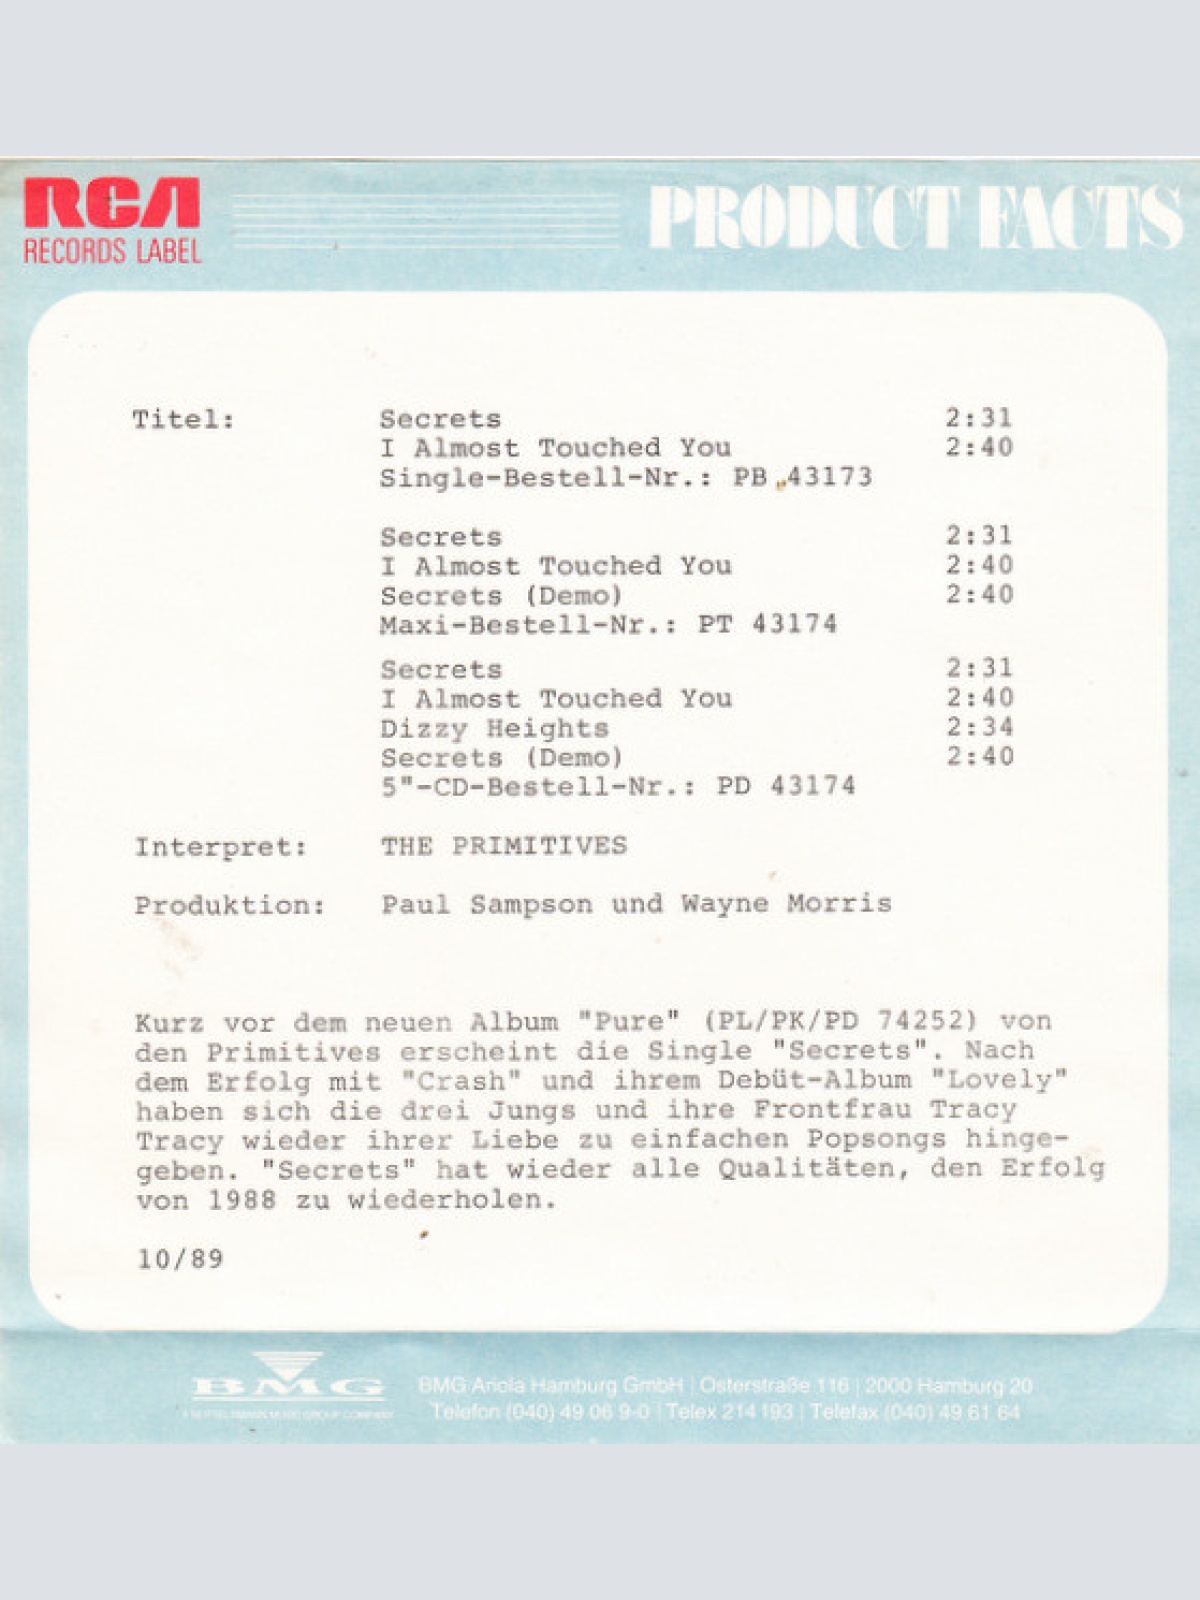 RCA
RECORDS LABEL
PRODUCT FACTS
Titel: Secrets 2:31
I Almost Touched You 2:40
Single-Bestell-Nr.: PB 43173
Secrets 2:31
I Almost Touched You 2:40
Secrets (Demo) 2:40
Maxi-Bestell-Nr.: PT 43174
Secrets 2:31
I Almost Touched You 2:40
Dizzy Heights 2:34
Secrets (Demo) 2:40
5"-CD-Bestell-Nr.: PD 43174
Interpret: THE PRIMITIVES
Produktion: Paul Sampson und Wayne Morris
Kurz vor dem neuen Album "Pure" (PL/PK/PD 74252) von
den Primitives erscheint die Single "Secrets". Nach
dem Erfolg mit "Crash" und ihrem Debüt-Album "Lovely"
haben sich die drei Jungs und ihre Frontfrau Tracy
Tracy wieder ihrer Liebe zu einfachen Popsongs hinge-
geben. "Secrets" hat wieder alle Qualitäten, den Erfolg
von 1988 zu wiederholen.
10/89
BMG
A BERTELSMANN MUSIC GROUP COMPANY
BMG Ariola Hamburg GmbH | Osterstraße 116 | 2000 Hamburg 20
Telefon (040) 49 06 9-0 | Telex 214 193 | Telefax (040) 49 61 64